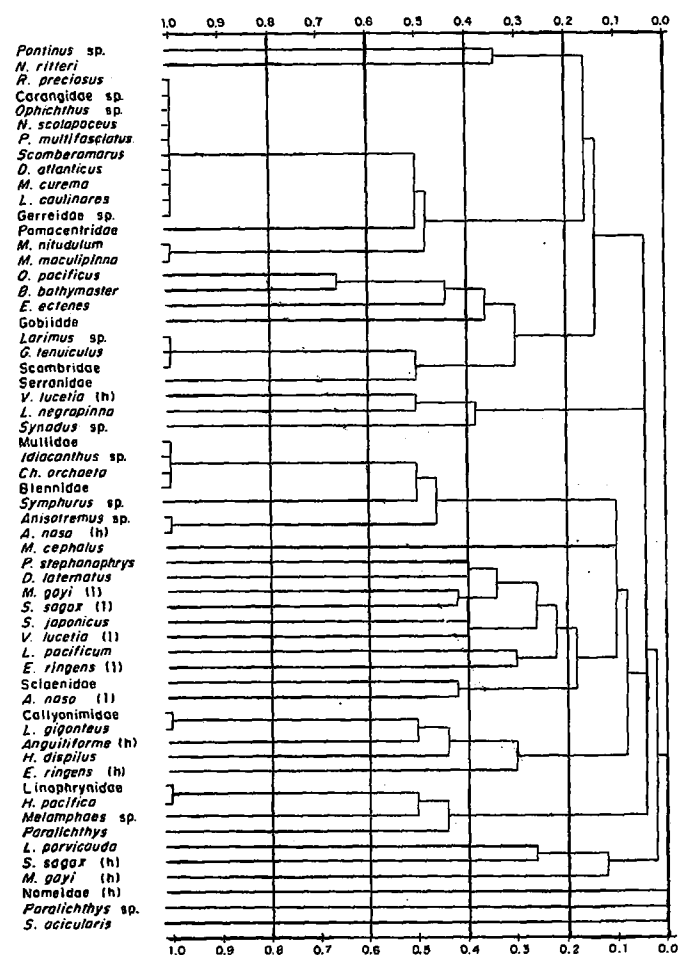 1.0 0.9 0.8 0.7 0.6 0.5 0.4 0.3 0.2 0.1 0.0
Pontinus sp.
N. ritteri
R. preciosus
Carangidae sp.
Ophichthus sp.
N. scolapaceus
P. multifasciatus
Scomberomorus
D. atlanticus
M. curema
L. caulinares
Gerreidae sp.
Pomacentridae
M. nitudulum
M. maculipinna
O. pacificus
B. bathymaster
E. ectenes
Gobiidae
Larimus sp.
G. tenuiculus
Scombridae
Serranidae
V. lucetia (h)
L. negropinna
Synodus sp.
Mullidae
Idiacanthus sp.
Ch. orchaeta
Blennidae
Symphurus sp.
Anisotremus sp.
A. nasa (h)
M. cephalus
P. stephanophrys
D. laternatus
M. gayi (l)
S. sagax (l)
S. japonicus
V. lucetia (l)
L. pacificum
E. ringens (l)
Sciaenidae
A. nasa (l)
Callyonimidae
L. giganteus
Anguiliforme (h)
H. dispilus
E. ringens (h)
Linophrynidae
H. pacifica
Melamphaes sp.
Paralichthys
L. parvicauda
S. sagax (h)
M. gayi (h)
Nomeidae (h)
Paralichthys sp.
S. acicularis
1.0 0.9 0.8 0.7 0.6 0.5 0.4 0.3 0.2 0.1 0.0